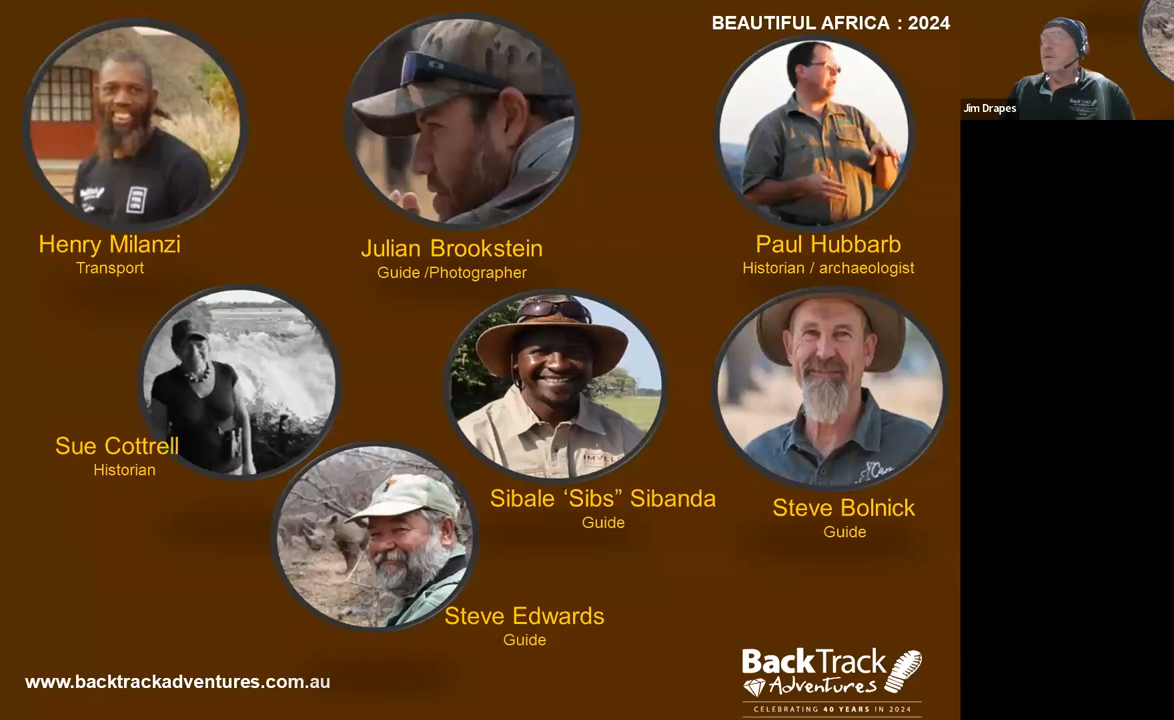 BEAUTIFUL AFRICA : 2024
Jim Drapes
BackTrack
Henry Milanzi
Transport
Julian Brookstein
Guide /Photographer
Paul Hubbarb
Historian / archaeologist
Sue Cottrell
Historian
Sibale ‘Sibs” Sibanda
Guide
Steve Bolnick
Guide
Steve Edwards
Guide
www.backtrackadventures.com.au
BackTrack
Adventures
CELEBRATING 40 YEARS IN 2024